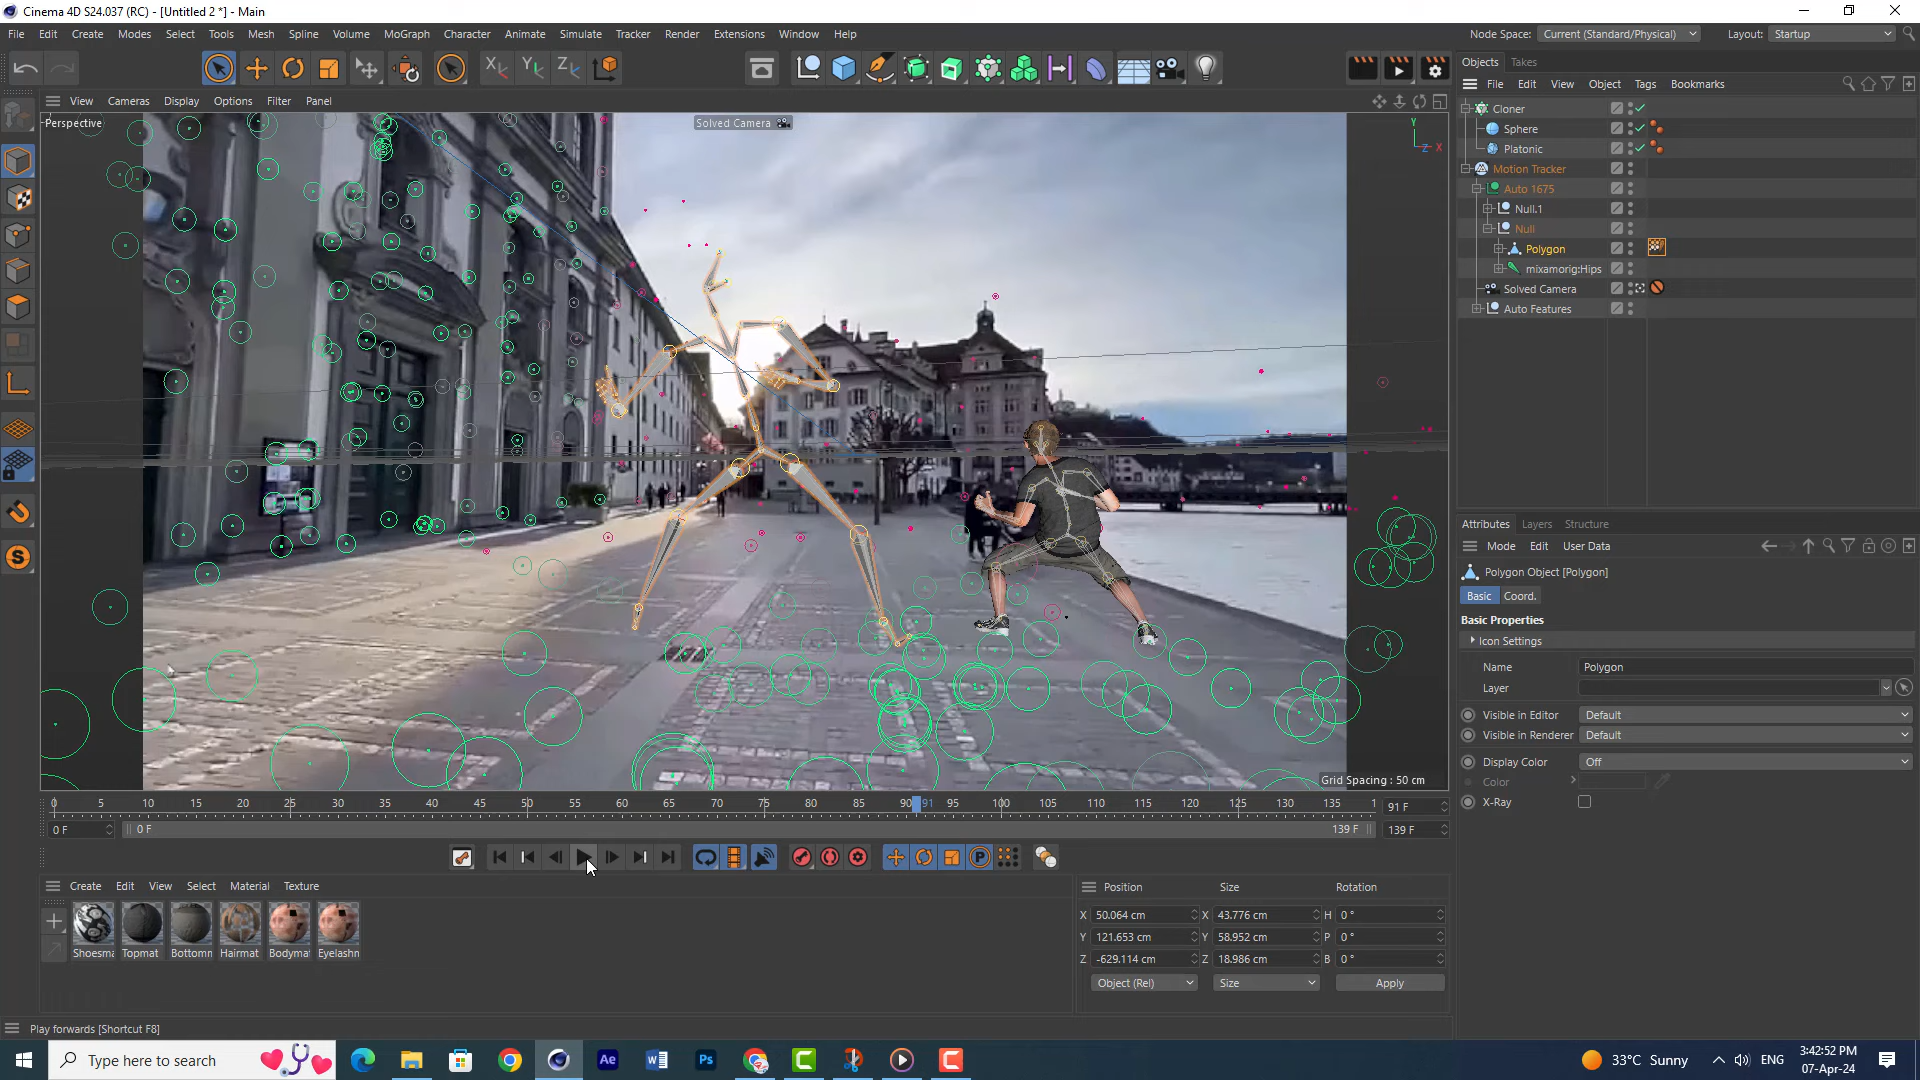 Cinema 4D S24.037 (RC) - [Untitled 2 *] - Main
File Edit Create Modes Select Tools Mesh Spline Volume MoGraph Character Animate Simulate Tracker Render Extensions Window Help
Node Space: Current (Standard/Physical) Layout: Startup
Objects Takes
File Edit View Object Tags Bookmarks
View Cameras Display Options Filter Panel
Perspective
Solved Camera
Y
Z X
Cloner
Sphere
Platonic
Motion Tracker
Auto 1675
Null.1
Null
Polygon
mixamorig:Hips
Solved Camera
Auto Features
Attributes Layers Structure
Mode Edit User Data
Polygon Object [Polygon]
Basic Coord.
Basic Properties
Icon Settings
Name Polygon
Layer
Visible in Editor Default
Visible in Renderer Default
Display Color Off
Color
X-Ray
Grid Spacing : 50 cm
0 5 10 15 20 25 30 35 40 45 50 55 60 65 70 75 80 85 90 91 95 100 105 110 115 120 125 130 135 1
91 F
0 F 0 F 139 F 139 F
Create Edit View Select Material Texture
Shoesma Topmat Bottomn Hairmat Bodymat Eyelashn
Position Size Rotation
X 50.064 cm X 43.776 cm H 0 °
Y 121.653 cm Y 58.952 cm P 0 °
Z -629.114 cm Z 18.986 cm B 0 °
Object (Rel) Size Apply
Play forwards [Shortcut F8]
Type here to search
Ae
Ps
33°C Sunny
ENG
3:42:52 PM
07-Apr-24